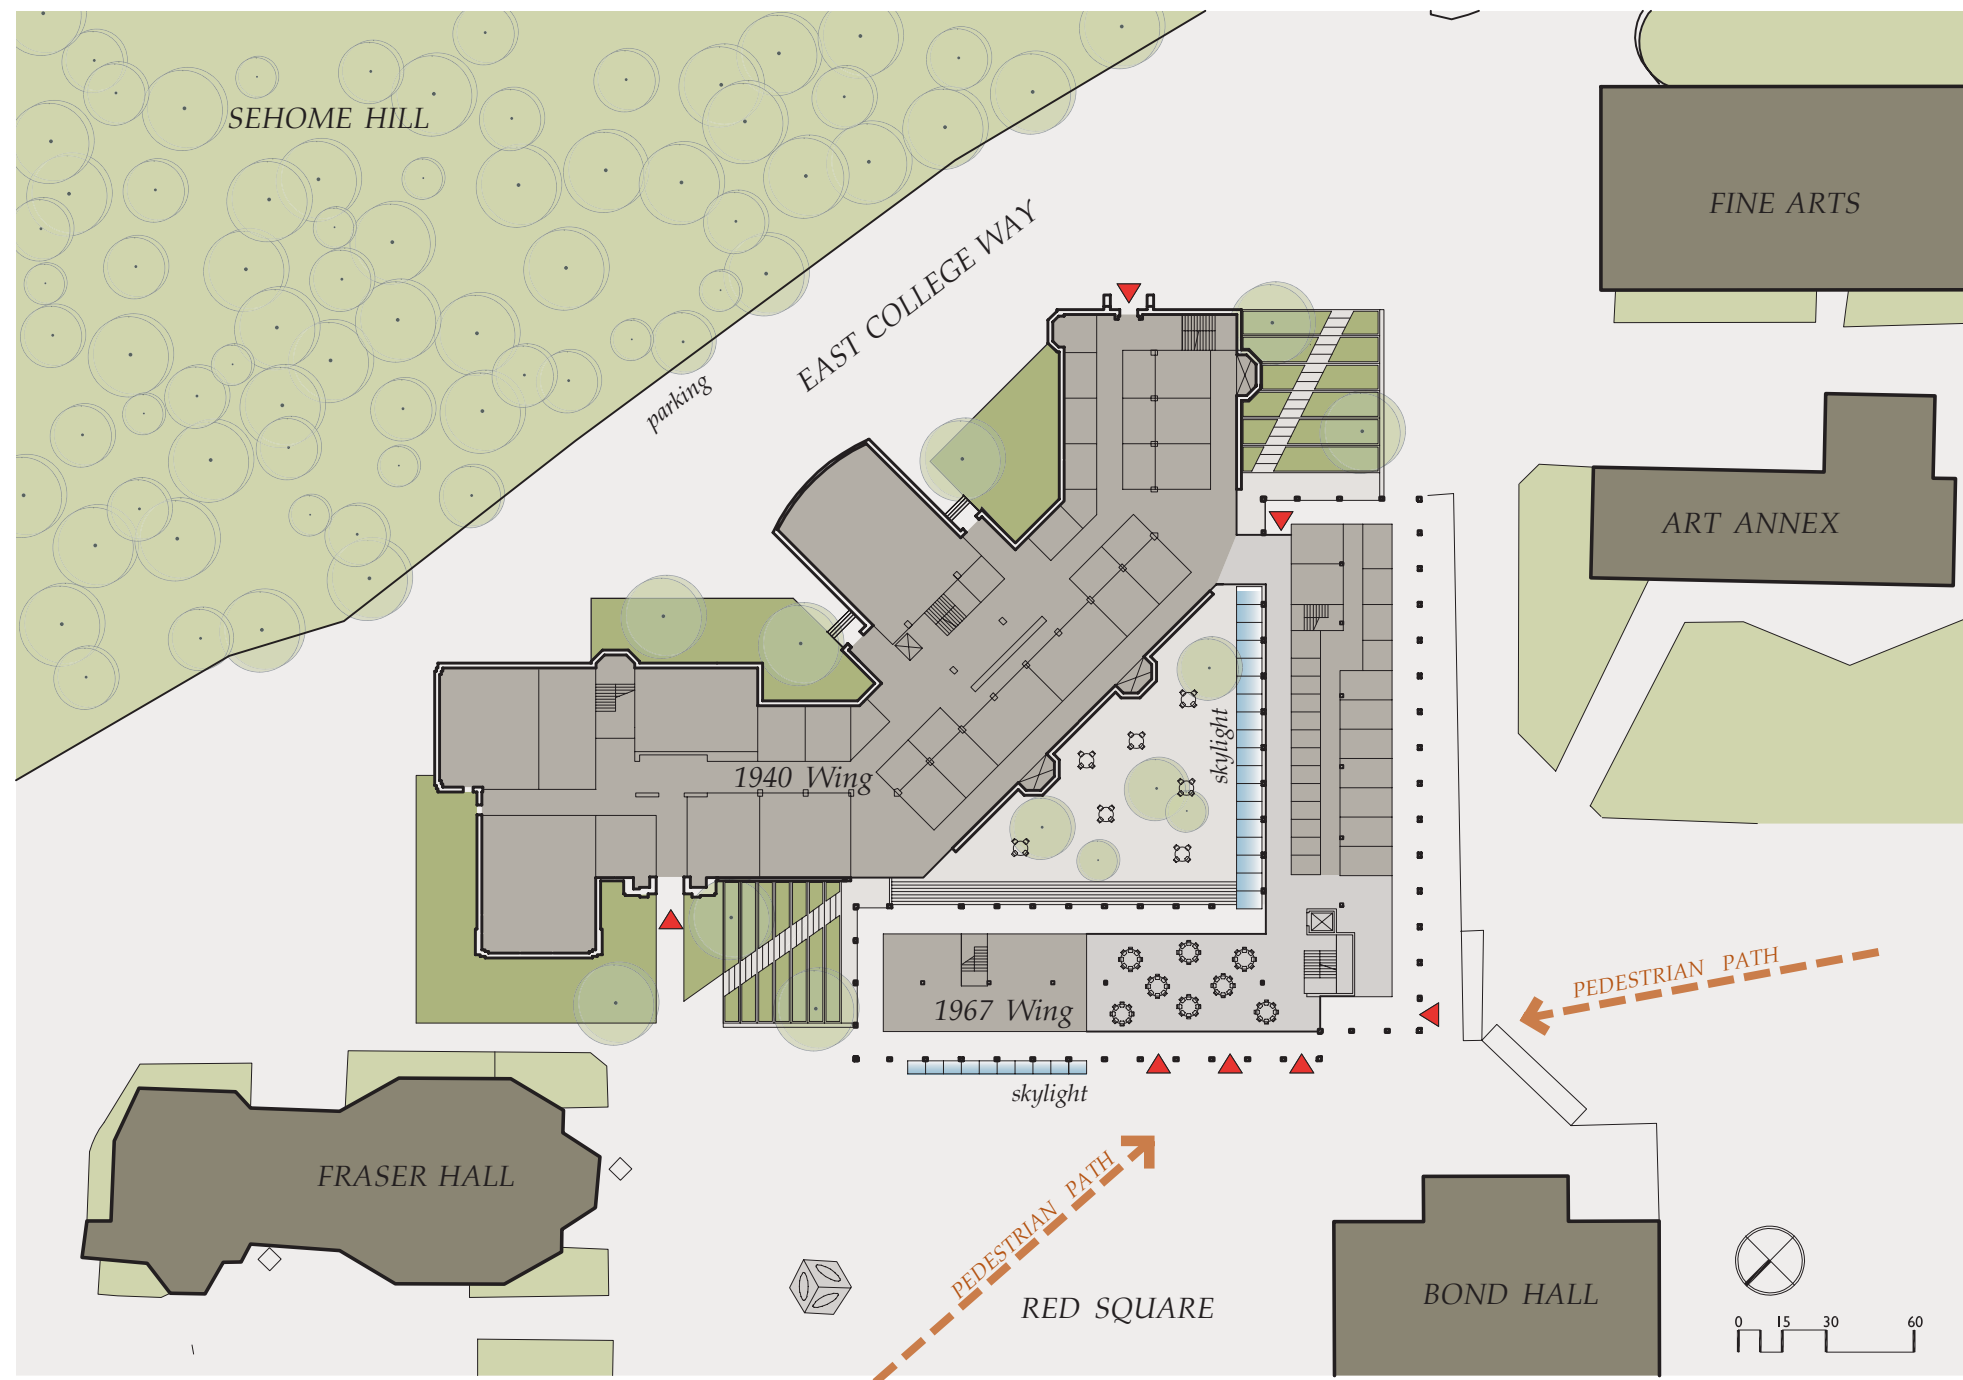 SEHOME HILL
FINE ARTS
EAST COLLEGE WAY
parking
ART ANNEX
skylight
1940 Wing
PEDESTRIAN PATH
1967 Wing
skylight
FRASER HALL
PEDESTRIAN PATH
RED SQUARE
BOND HALL
0 15 30 60